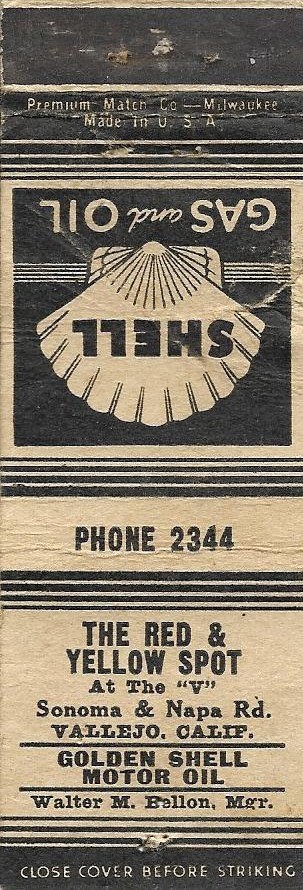 Premium Match Co — Milwaukee
Made in U. S. A.
GAS and OIL
SHELL
PHONE 2344
THE RED &
YELLOW SPOT
At The "V"
Sonoma & Napa Rd.
VALLEJO, CALIF.
GOLDEN SHELL
MOTOR OIL
Walter M. Bellon, Mgr.
CLOSE COVER BEFORE STRIKING